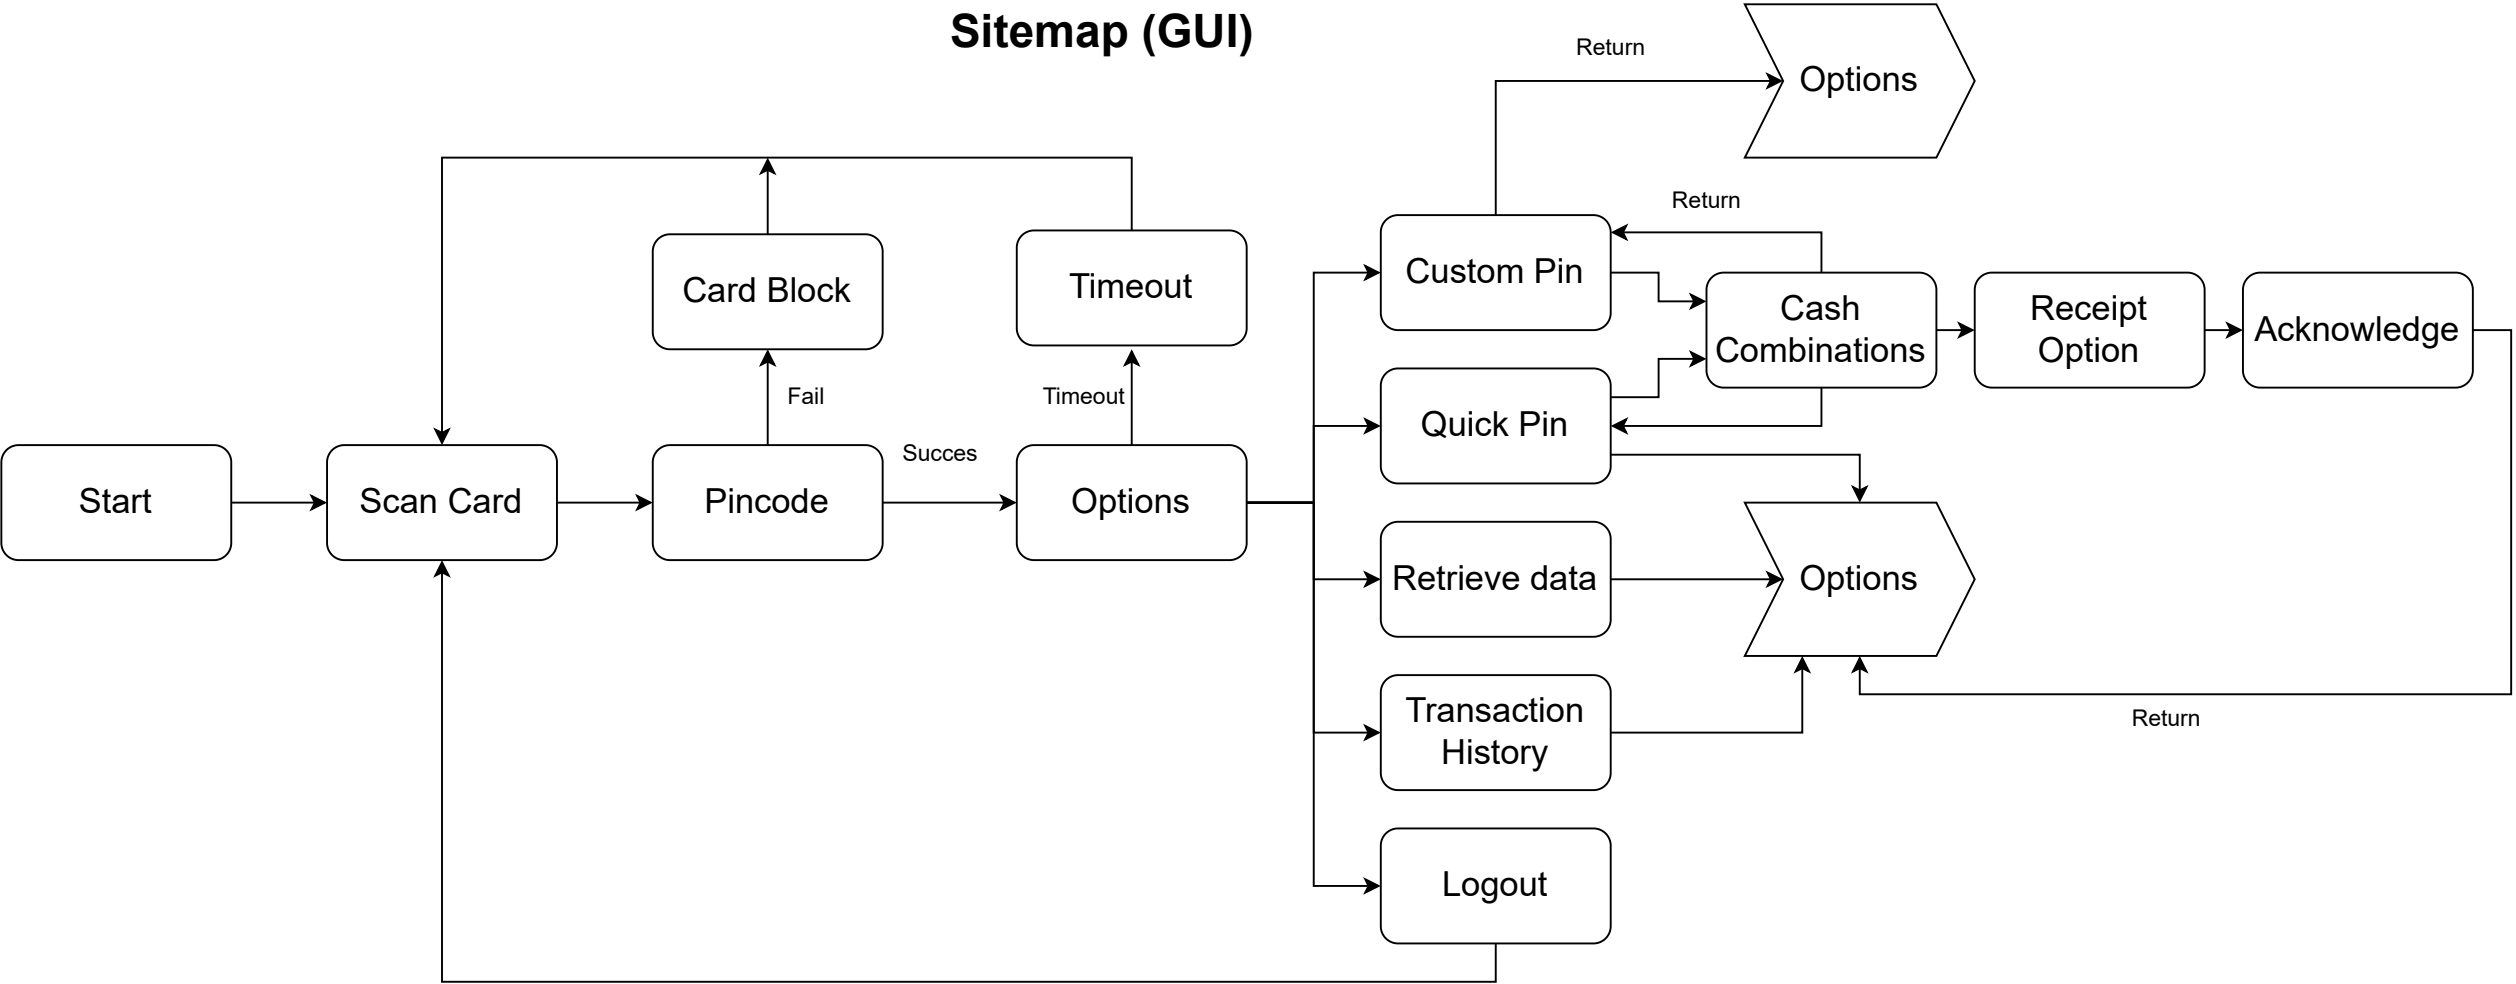 Sitemap (GUI)
Return
Options
Return
Card Block
Timeout
Custom Pin
Cash
Combinations
Receipt
Option
Acknowledge
Fail
Timeout
Quick Pin
Succes
Start
Scan Card
Pincode
Options
Retrieve data
Options
Transaction
History
Return
Logout